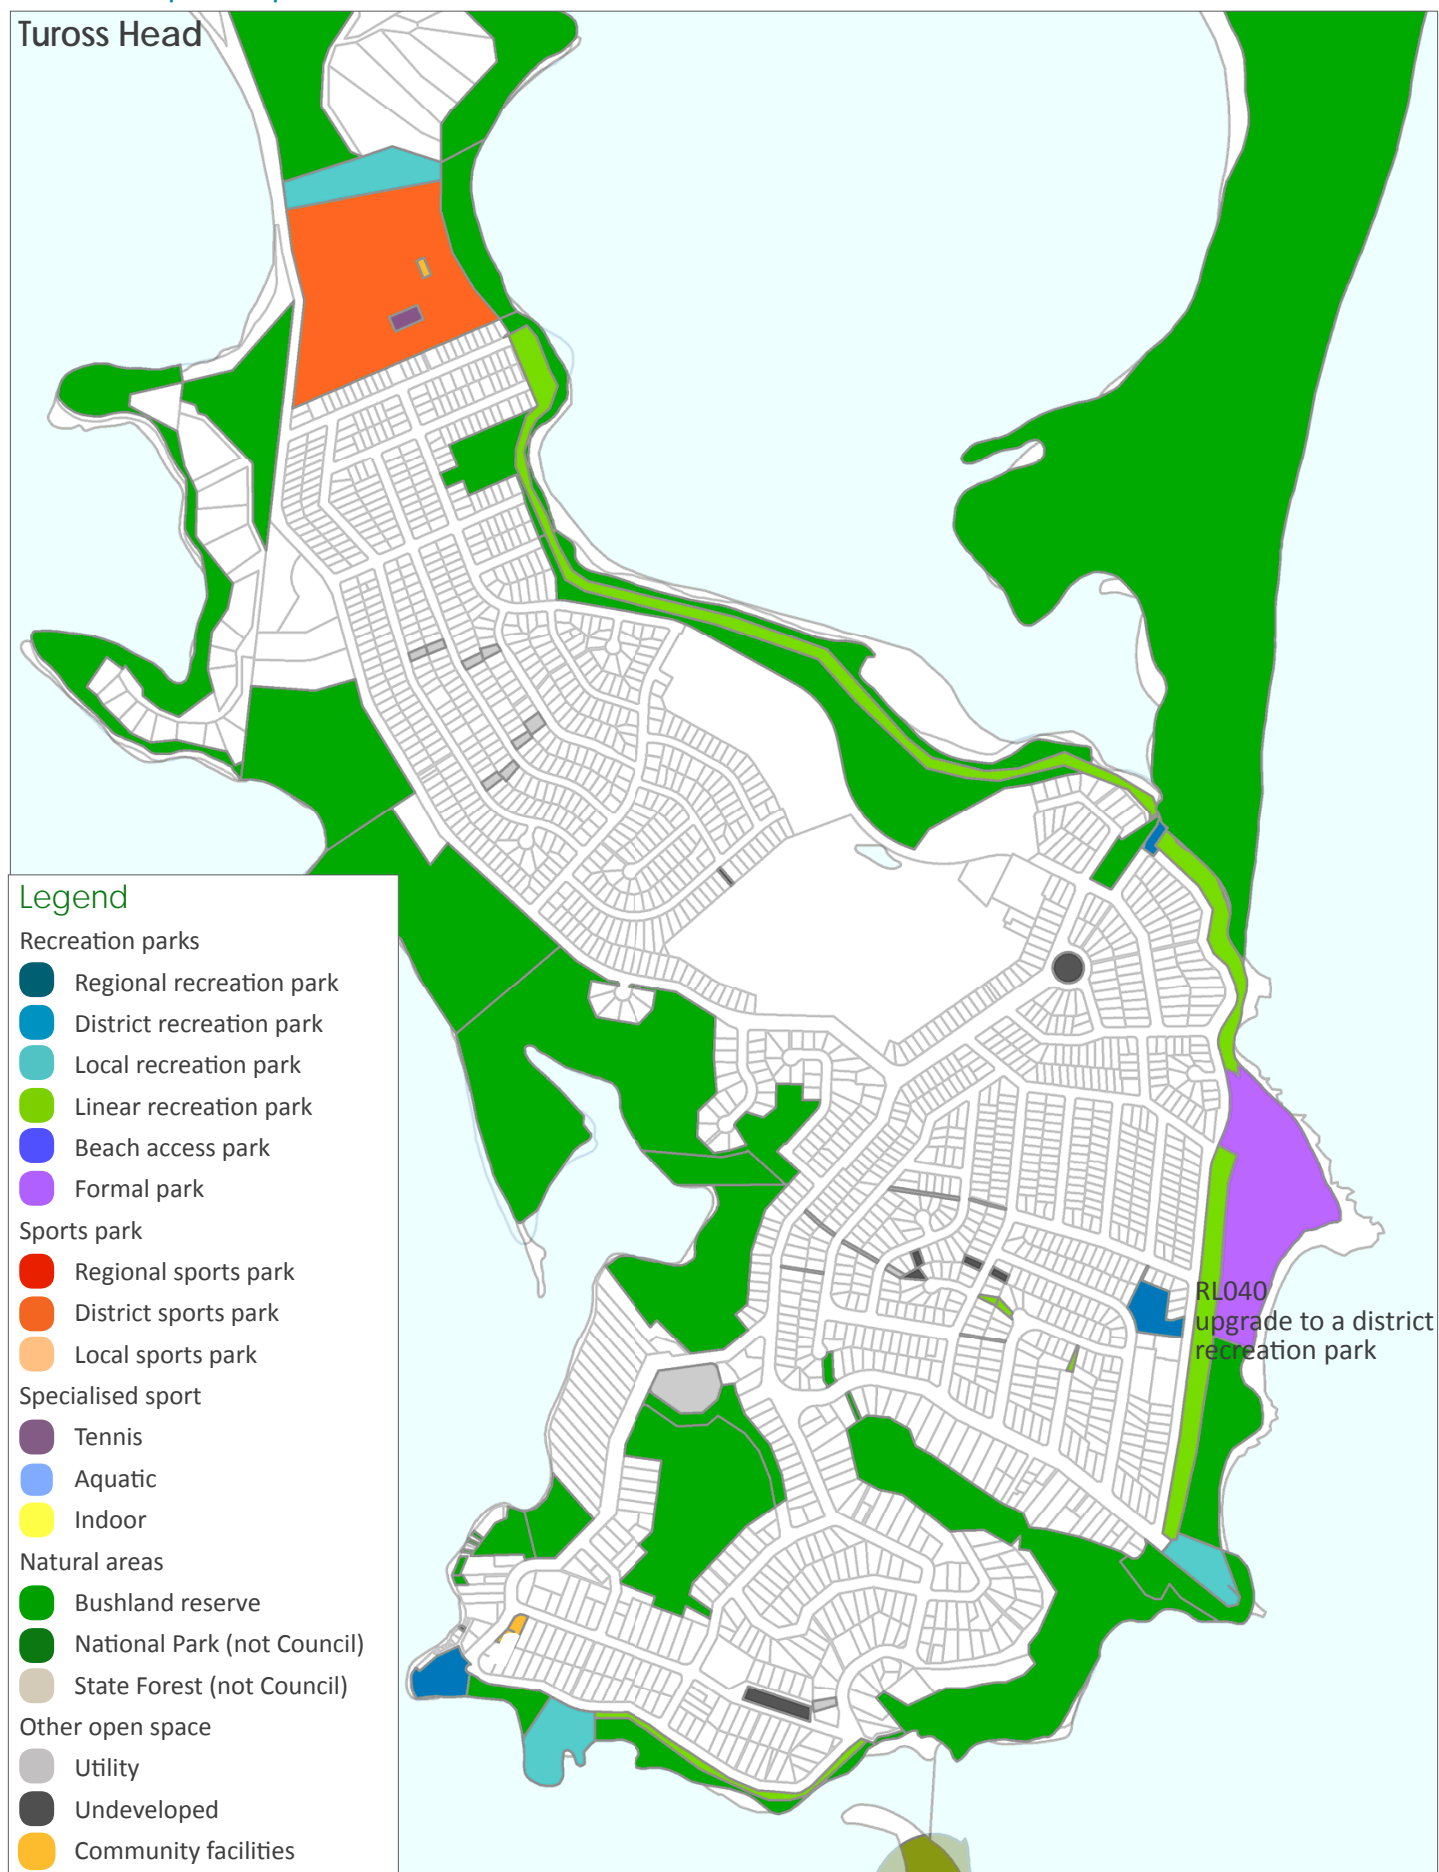 Tuross Head
Legend
Recreation parks
Regional recreation park
District recreation park
Local recreation park
Linear recreation park
Beach access park
Formal park
Sports park
Regional sports park
District sports park
Local sports park
Specialised sport
Tennis
Aquatic
Indoor
Natural areas
Bushland reserve
National Park (not Council)
State Forest (not Council)
Other open space
Utility
Undeveloped
Community facilities
RL040
upgrade to a district
recreation park